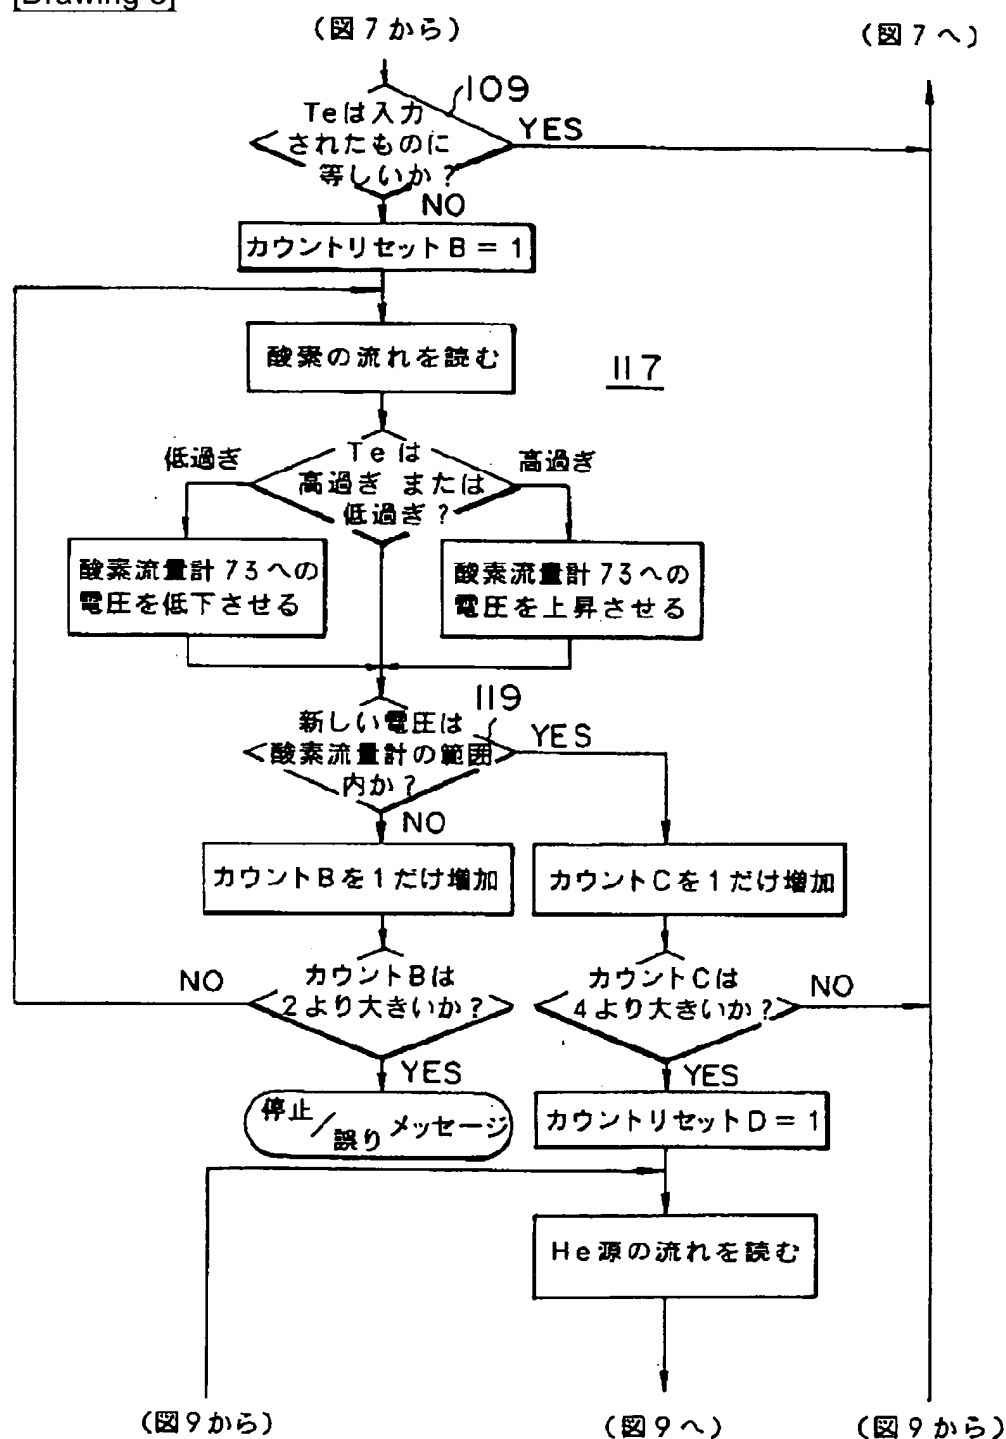 (図7から)
(図7へ)
109
Teは入力
されたものに
等しいか?
YES
NO
カウントリセットB=1
酸素の流れを読む
117
低過ぎ
Teは
高過ぎ または
低過ぎ?
高過ぎ
酸素流量計73への
電圧を低下させる
酸素流量計73への
電圧を上昇させる
119
新しい電圧は
酸素流量計の範囲
内か?
YES
NO
カウントBを1だけ増加
カウントCを1だけ増加
NO
カウントBは
2より大きいか?
カウントCは
4より大きいか?
NO
YES
YES
停止/誤りメッセージ
カウントリセットD=1
He源の流れを読む
(図9から)
(図9へ)
(図9から)